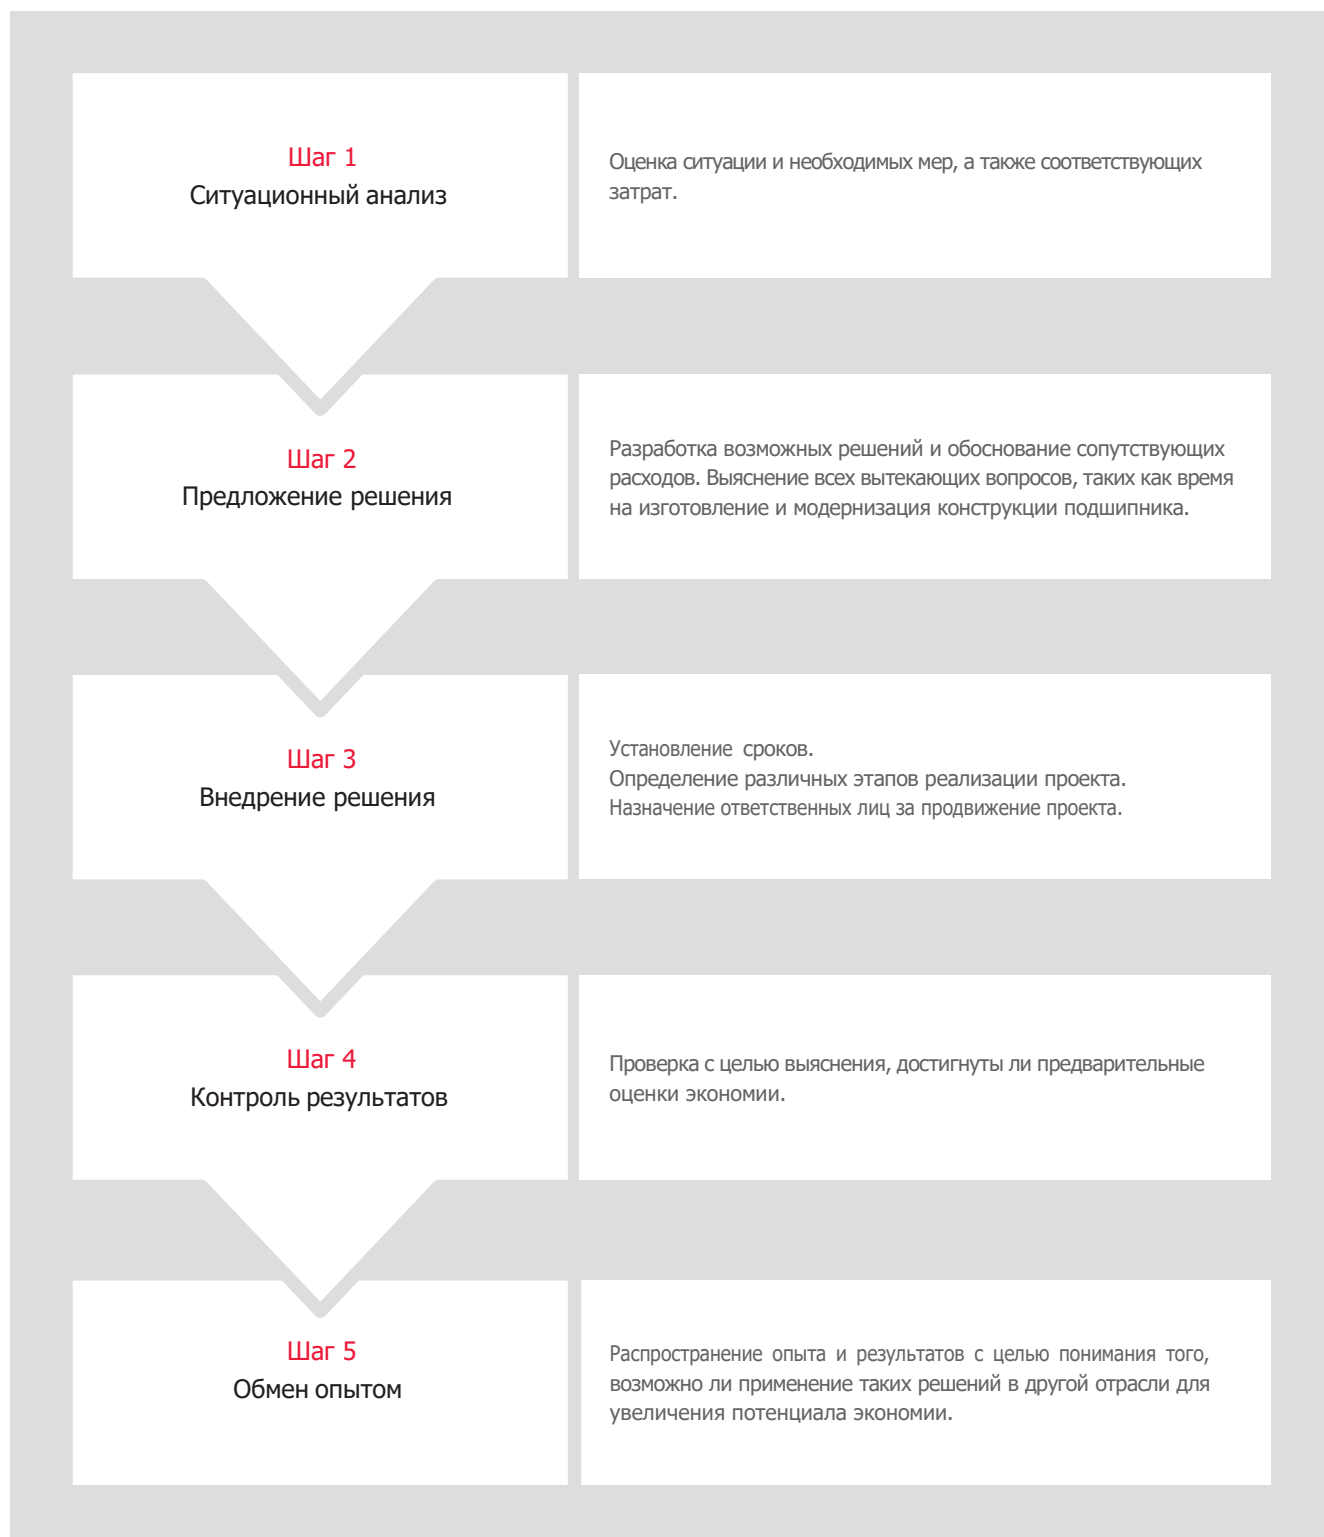 Шаг 1
Ситуационный анализ
Оценка ситуации и необходимых мер, а также соответствующих
затрат.
Шаг 2
Предложение решения
Разработка возможных решений и обоснование сопутствующих
расходов. Выяснение всех вытекающих вопросов, таких как время
на изготовление и модернизация конструкции подшипника.
Шаг 3
Внедрение решения
Установление сроков.
Определение различных этапов реализации проекта.
Назначение ответственных лиц за продвижение проекта.
Шаг 4
Контроль результатов
Проверка с целью выяснения, достигнуты ли предварительные
оценки экономии.
Шаг 5
Обмен опытом
Распространение опыта и результатов с целью понимания того,
возможно ли применение таких решений в другой отрасли для
увеличения потенциала экономии.